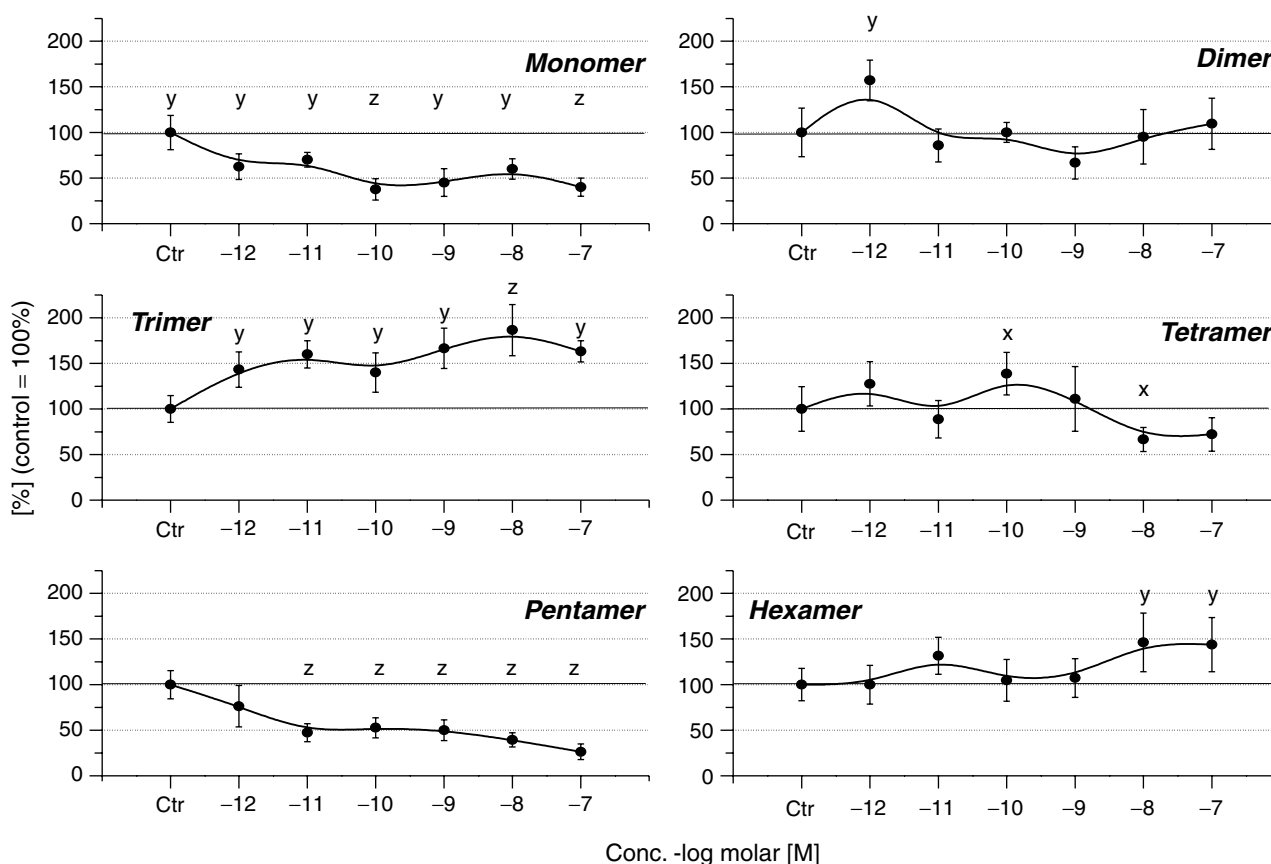 200
150
100
50
0
Monomer
y y y z y y z
Ctr −12 −11 −10 −9 −8 −7
200
150
100
50
0
Dimer
y
Ctr −12 −11 −10 −9 −8 −7
[%] (control = 100%)
200
150
100
50
0
Trimer
y y y y z y
Ctr −12 −11 −10 −9 −8 −7
200
150
100
50
0
Tetramer
x x
Ctr −12 −11 −10 −9 −8 −7
200
150
100
50
0
Pentamer
z z z z z
Ctr −12 −11 −10 −9 −8 −7
200
150
100
50
0
Hexamer
y y
Ctr −12 −11 −10 −9 −8 −7
Conc. -log molar [M]